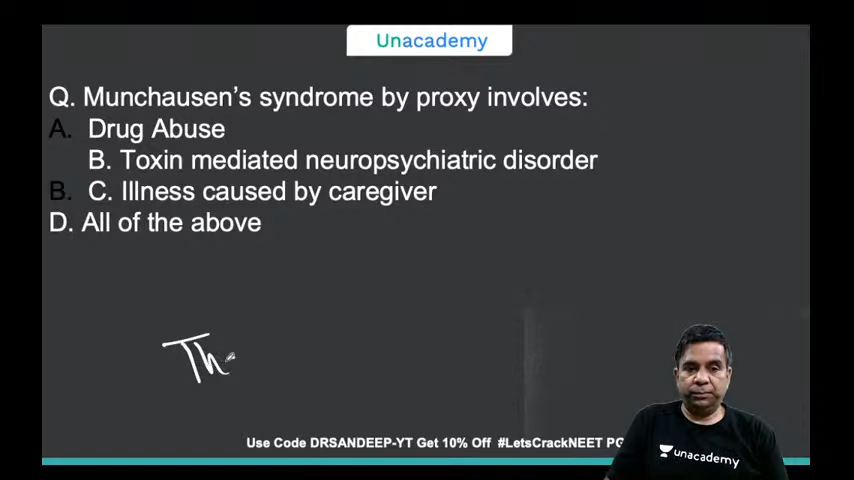 Unacademy
Q. Munchausen's syndrome by proxy involves:
A. Drug Abuse
B. Toxin mediated neuropsychiatric disorder
B. C. Illness caused by caregiver
D. All of the above
Th
unacademy
Use Code DRSANDEEP-YT Get 10% Off #LetsCrackNEET PG